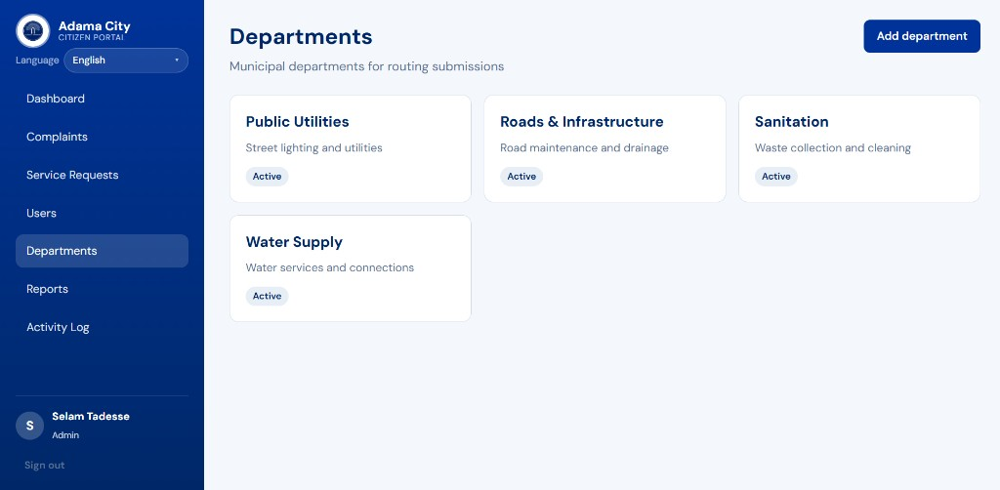 Adama City
CITIZEN PORTAL
Language English
Dashboard
Complaints
Service Requests
Users
Departments
Reports
Activity Log
S
Selam Tadesse
Admin
Sign out
Departments
Add department
Municipal departments for routing submissions
Public Utilities
Street lighting and utilities
Active
Roads & Infrastructure
Road maintenance and drainage
Active
Sanitation
Waste collection and cleaning
Active
Water Supply
Water services and connections
Active